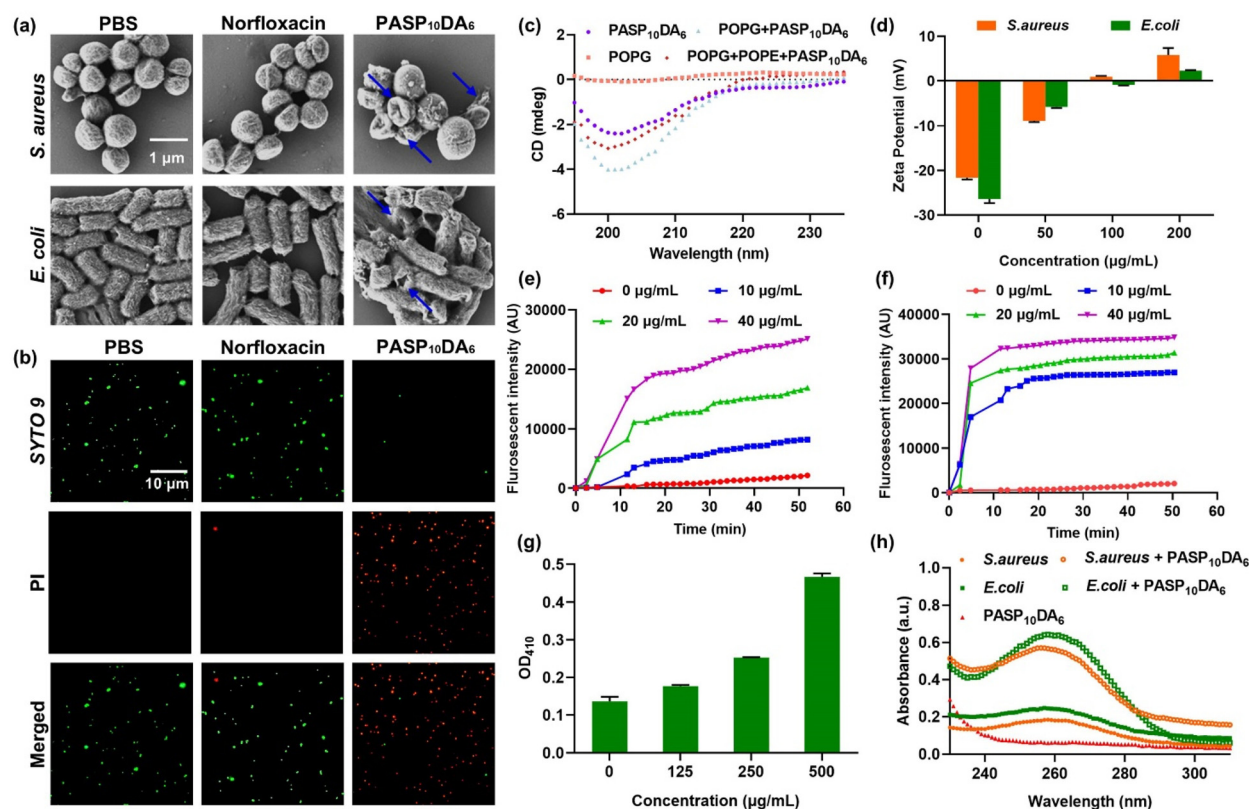 (a)
PBS Norfloxacin PASP₁₀DA₆
S. aureus
1 μm
E. coli
(b)
PBS Norfloxacin PASP₁₀DA₆
SYTO 9
10 μm
PI
Merged
(c)
PASP₁₀DA₆ POPG+PASP₁₀DA₆
POPG POPG+POPE+PASP₁₀DA₆
CD (mdeg)
2
0
-2
-4
-6
200 210 220 230
Wavelength (nm)
(d)
S.aureus E.coli
Zeta Potential (mV)
20
10
0
-10
-20
-30
0 50 100 200
Concentration (μg/mL)
(e)
0 μg/mL 10 μg/mL
20 μg/mL 40 μg/mL
Flurosescent intensity (AU)
30000
20000
10000
0
0 10 20 30 40 50 60
Time (min)
(f)
0 μg/mL 10 μg/mL
20 μg/mL 40 μg/mL
Flurosescent intensity (AU)
40000
30000
20000
10000
0
0 10 20 30 40 50 60
Time (min)
(g)
OD₄₁₀
0.5
0.4
0.3
0.2
0.1
0.0
0 125 250 500
Concentration (μg/mL)
(h)
S.aureus S.aureus + PASP₁₀DA₆
E.coli E.coli + PASP₁₀DA₆
PASP₁₀DA₆
Absorbance (a.u.)
1.0
0.8
0.6
0.4
0.2
0.0
240 260 280 300
Wavelength (nm)